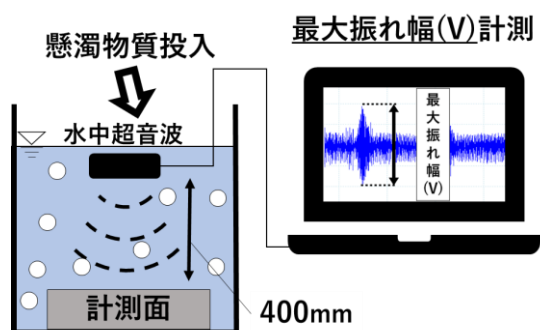 懸濁物質投入
最大振れ幅(V)計測
水中超音波
最大振れ幅(V)
計測面
400mm